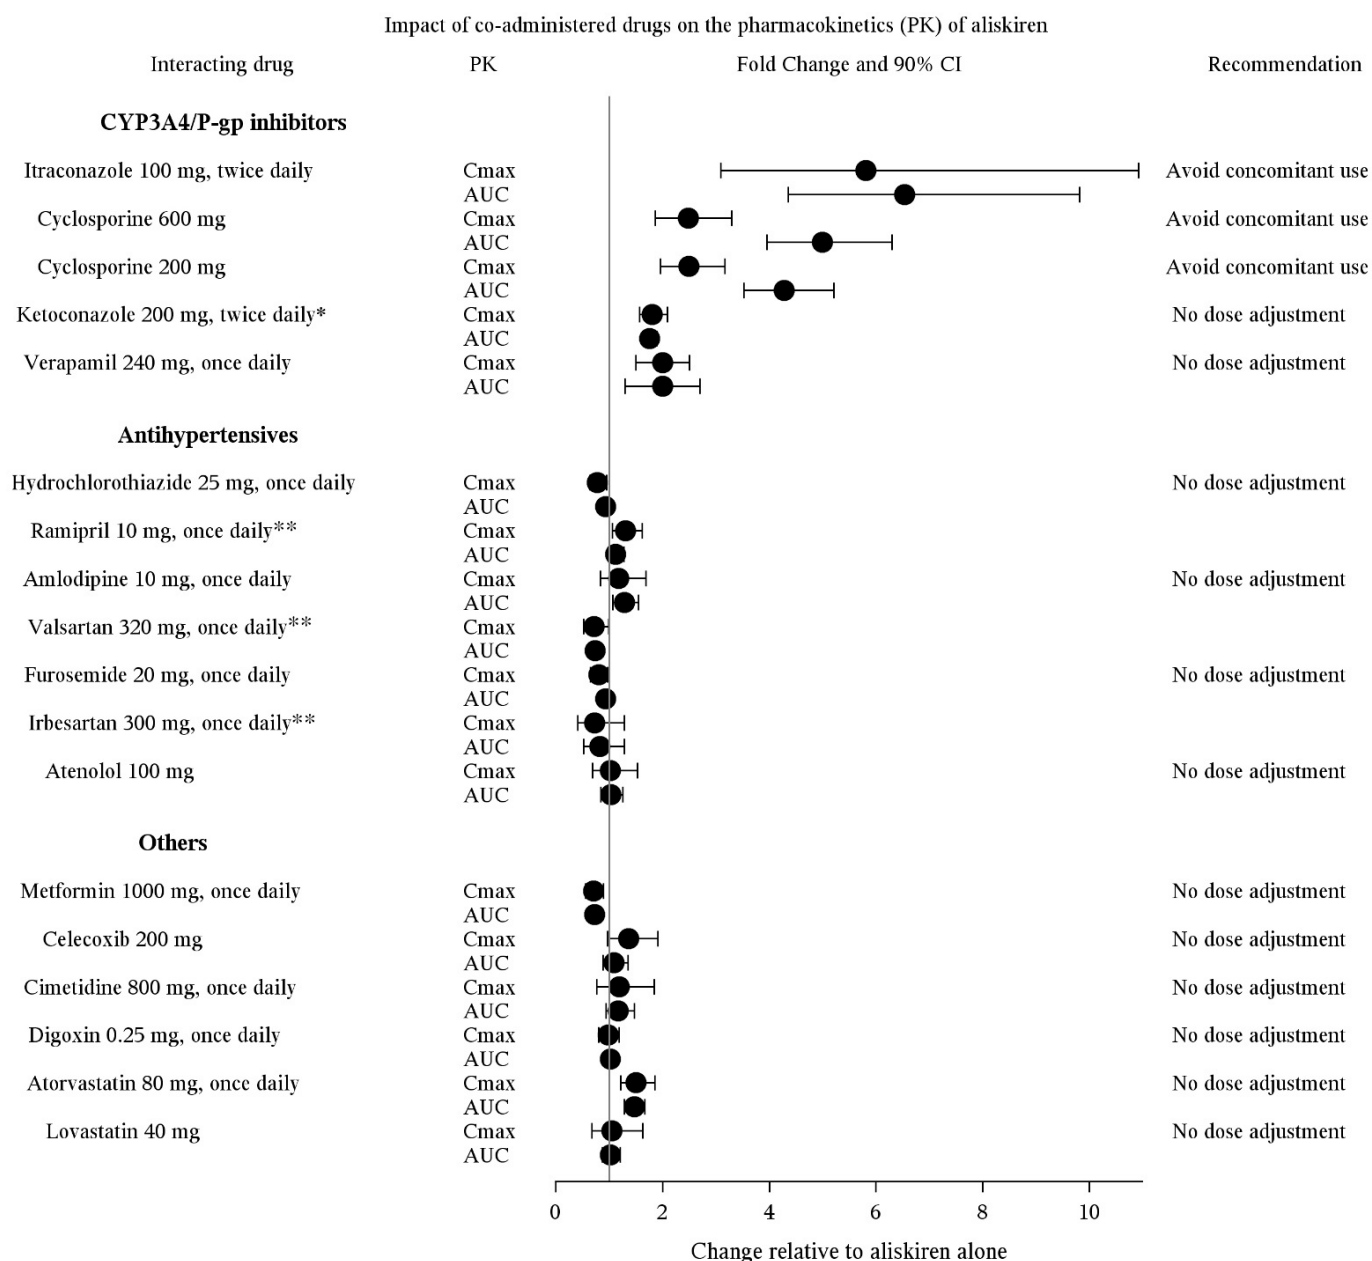 Impact of co-administered drugs on the pharmacokinetics (PK) of aliskiren
Interacting drug PK Fold Change and 90% CI Recommendation
CYP3A4/P-gp inhibitors
Itraconazole 100 mg, twice daily Cmax Avoid concomitant use
AUC
Cyclosporine 600 mg Cmax Avoid concomitant use
AUC
Cyclosporine 200 mg Cmax Avoid concomitant use
AUC
Ketoconazole 200 mg, twice daily* Cmax No dose adjustment
AUC
Verapamil 240 mg, once daily Cmax No dose adjustment
AUC
Antihypertensives
Hydrochlorothiazide 25 mg, once daily Cmax No dose adjustment
AUC
Ramipril 10 mg, once daily** Cmax
AUC
Amlodipine 10 mg, once daily Cmax No dose adjustment
AUC
Valsartan 320 mg, once daily** Cmax
AUC
Furosemide 20 mg, once daily Cmax No dose adjustment
AUC
Irbesartan 300 mg, once daily** Cmax
AUC
Atenolol 100 mg Cmax No dose adjustment
AUC
Others
Metformin 1000 mg, once daily Cmax No dose adjustment
AUC
Celecoxib 200 mg Cmax No dose adjustment
AUC
Cimetidine 800 mg, once daily Cmax No dose adjustment
AUC
Digoxin 0.25 mg, once daily Cmax No dose adjustment
AUC
Atorvastatin 80 mg, once daily Cmax No dose adjustment
AUC
Lovastatin 40 mg Cmax No dose adjustment
AUC
0 2 4 6 8 10
Change relative to aliskiren alone